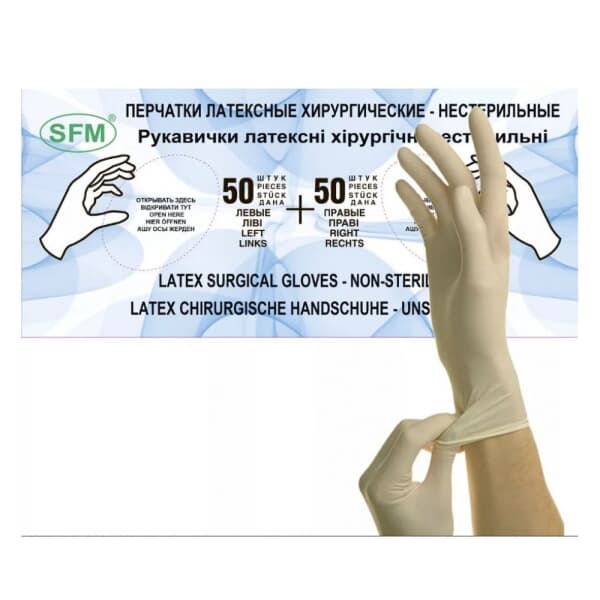 ПЕРЧАТКИ ЛАТЕКСНЫЕ ХИРУРГИЧЕСКИЕ - НЕСТЕРИЛЬНЫЕ
SFM®
Рукавички латексні хірургічн
ОТКРЫВАТЬ ЗДЕСЬ
ВІДКРИВАТИ ТУТ
OPEN HERE
HIER ÖFFNEN
АШУ ОСЫ ЖЕРДЕН
50 ШТУК
PIECES
STÜCK
ДАНА
ЛЕВЫЕ
ЛІВІ
LEFT
LINKS
+
50 ШТУК
PIECES
STÜCK
ДАНА
ПРАВЫЕ
ПРАВІ
RIGHT
RECHTS
LATEX SURGICAL GLOVES - NON-STERIL
LATEX CHIRURGISCHE HANDSCHUHE - UNS